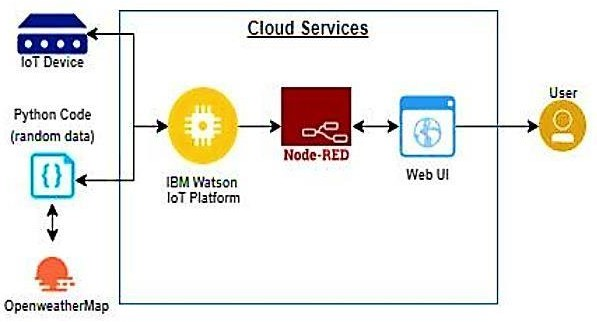 Cloud Services
IoT Device
Python Code
(random data)
{}
IBM Watson
IoT Platform
Node-RED
Web UI
User
OpenweatherMap